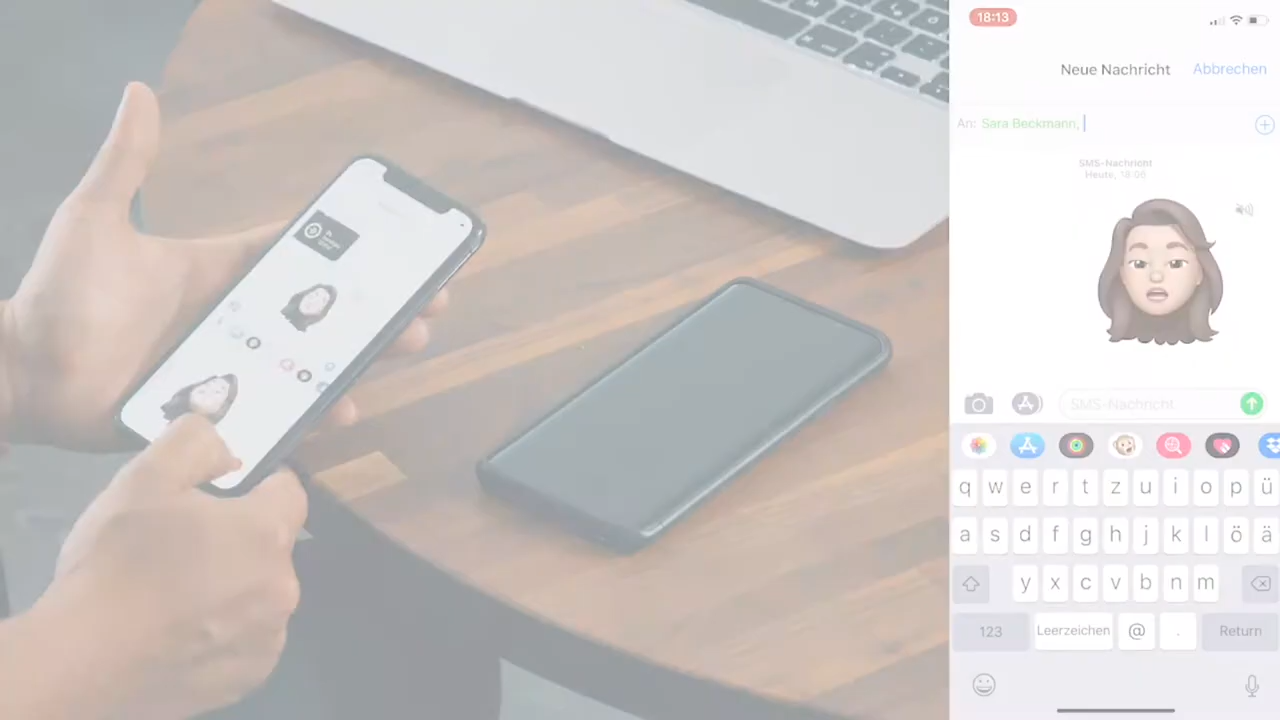 18:13
Neue Nachricht
Abbrechen
An: Sara Beckmann,
SMS-Nachricht
Heute, 18:06
SMS-Nachricht
q w e r t z u i o p ü
a s d f g h j k l ö ä
y x c v b n m
123 Leerzeichen @ . Return